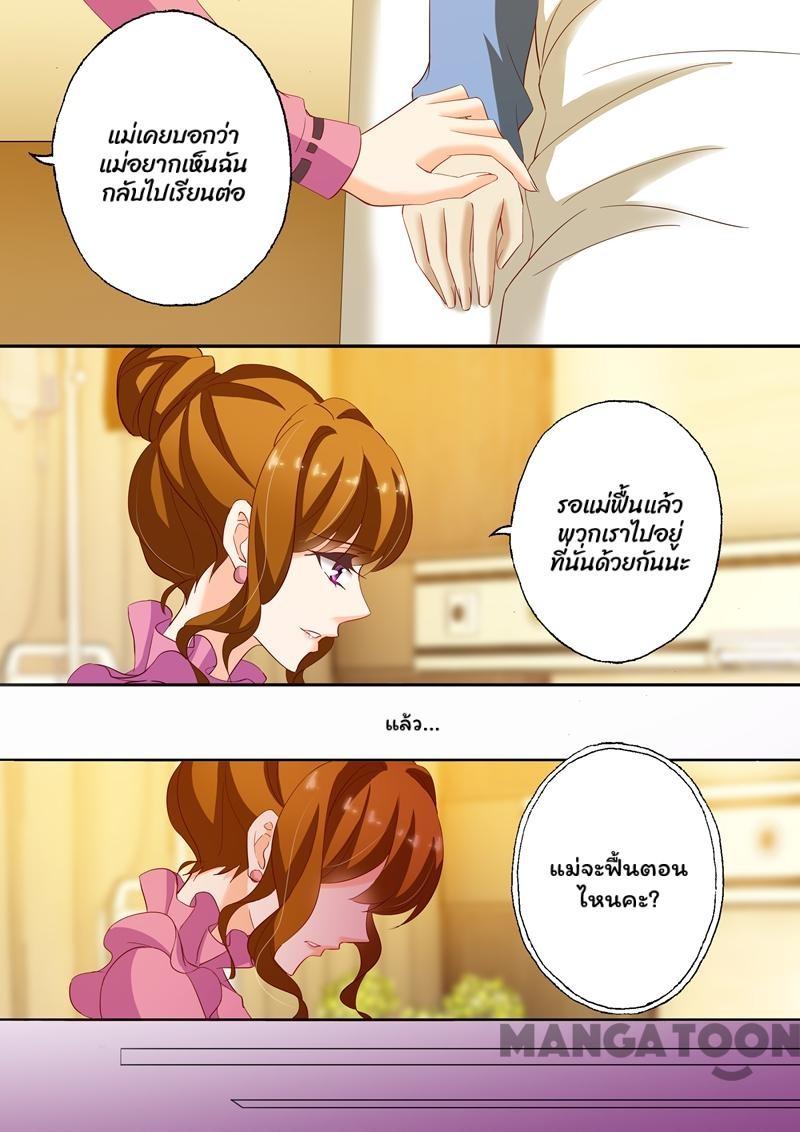 แม่เคยบอกว่า
แม่อยากเห็นฉัน
กลับไปเรียนต่อ
รอแม่ฟื้นแล้ว
พวกเราไปอยู่
ที่นั่นด้วยกันนะ
แล้ว...
แม่จะฟื้นตอน
ไหนคะ?
MANGATOON